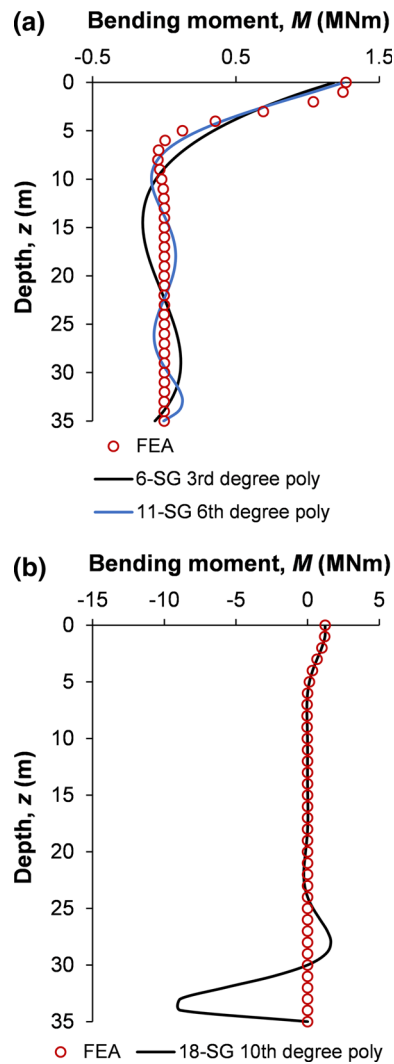 (a)
Bending moment, M (MNm)
-0.5 0.5 1.5
0
5
10
15
20
25
30
35
Depth, z (m)
FEA
6-SG 3rd degree poly
11-SG 6th degree poly
(b)
Bending moment, M (MNm)
-15 -10 -5 0 5
0
5
10
15
20
25
30
35
Depth, z (m)
FEA 18-SG 10th degree poly